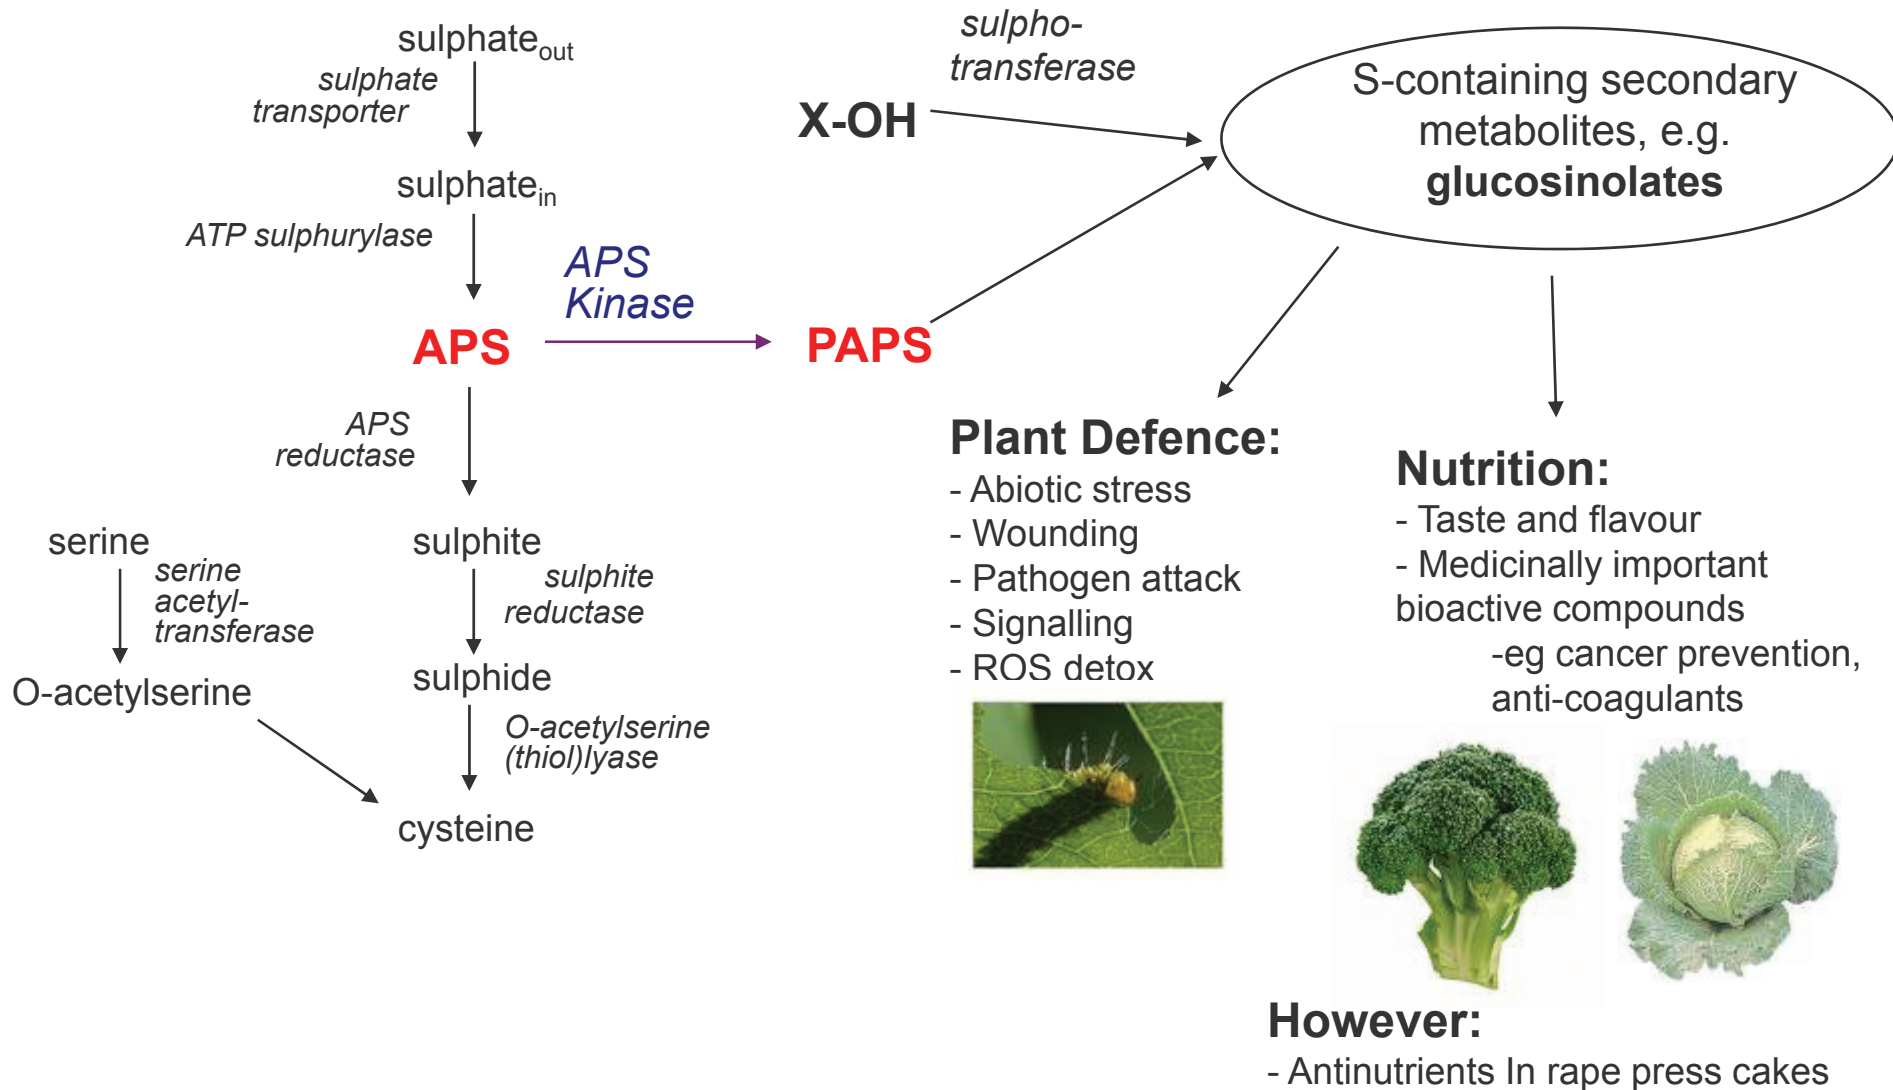 sulphate_out
sulphate
transporter
sulphate_in
ATP sulphurylase
APS
Kinase
APS
PAPS
APS
reductase
serine
serine
acetyl-
transferase
O-acetylserine
sulphite
sulphite
reductase
sulphide
O-acetylserine
(thiol)lyase
cysteine
sulpho-
transferase
X-OH
S-containing secondary
metabolites, e.g.
glucosinolates
Plant Defence:
- Abiotic stress
- Wounding
- Pathogen attack
- Signalling
- ROS detox
Nutrition:
- Taste and flavour
- Medicinally important
bioactive compounds
-eg cancer prevention,
anti-coagulants
However:
- Antinutrients In rape press cakes